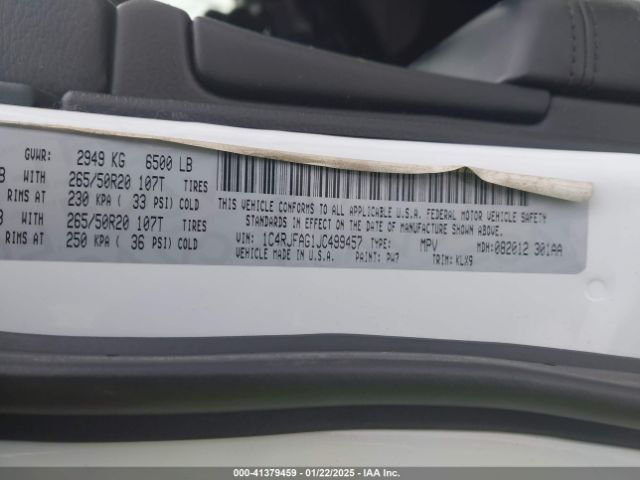 GVWR: 2949 KG 6500 LB
WITH 265/50R20 107T TIRES
RIMS AT 230 KPA ( 33 PSI) COLD
WITH 265/50R20 107T TIRES
RIMS AT 250 KPA ( 36 PSI) COLD
THIS VEHICLE CONFORMS TO ALL APPLICABLE U.S.A. FEDERAL MOTOR VEHICLE SAFETY
STANDARDS IN EFFECT ON THE DATE OF MANUFACTURE SHOWN ABOVE.
VIN: 1C4RJFAG1JC499457 TYPE: MPV MDH: 082012 301AA
VEHICLE MADE IN U.S.A. PAINT: PW7 TRIM: KLX9
000-41379459 - 01/22/2025 - IAAI.COM